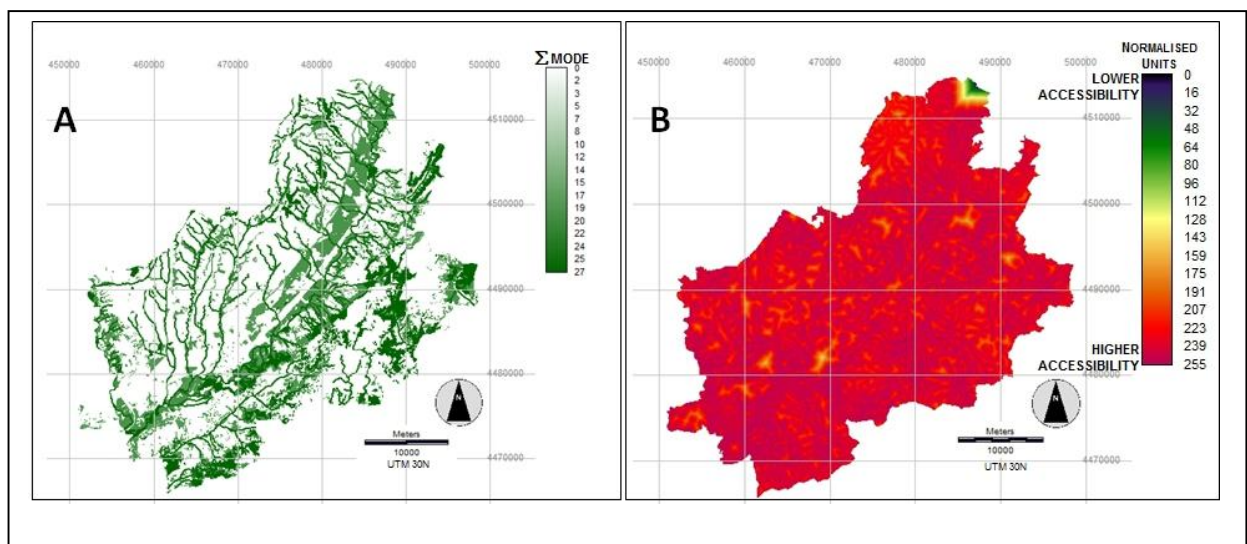 A
450000 460000 470000 480000 490000 500000
Σ MODE
0
2
3
5
7
8
10
12
14
15
17
19
20
22
24
25
27
4510000
4500000
4490000
4480000
4470000
N
Meters
10000
UTM 30N
B
450000 460000 470000 480000 490000 500000
NORMALISED
UNITS
LOWER
ACCESSIBILITY
0
16
32
48
64
80
96
112
128
143
159
175
191
207
223
239
255
HIGHER
ACCESSIBILITY
4510000
4500000
4490000
4480000
4470000
N
Meters
10000
UTM 30N